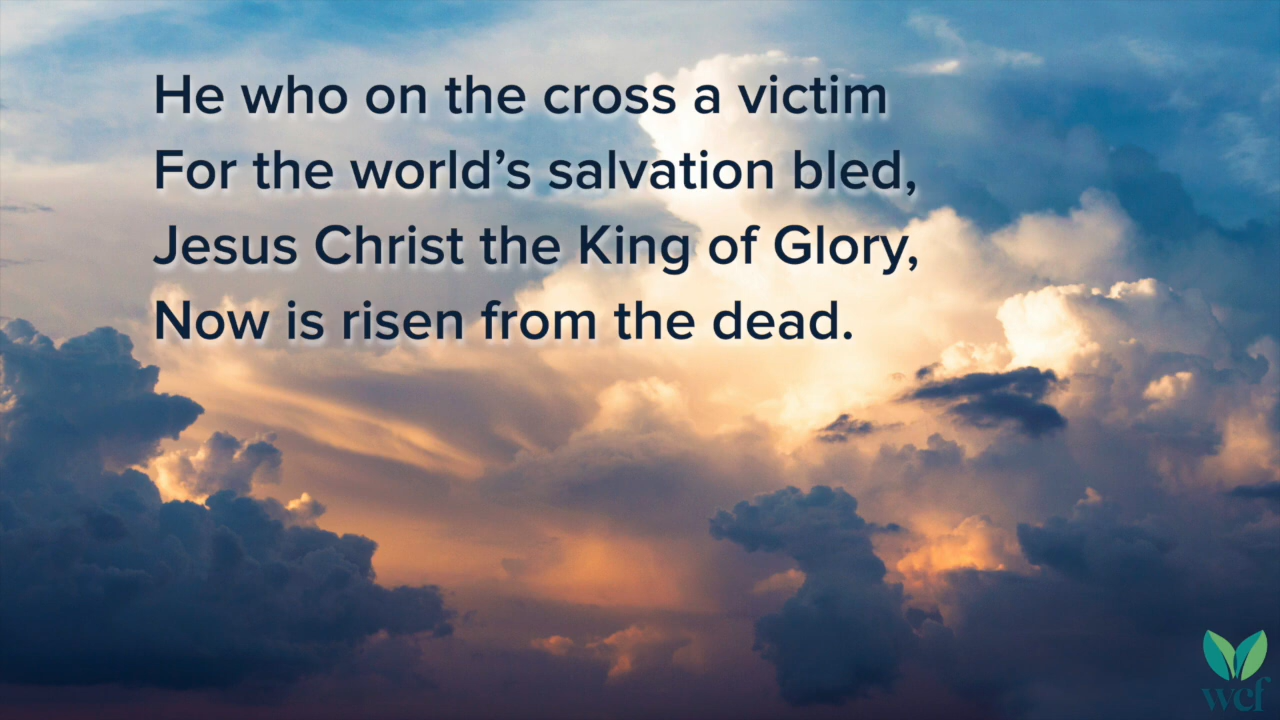 He who on the cross a victim
For the world’s salvation bled,
Jesus Christ the King of Glory,
Now is risen from the dead.
wcf